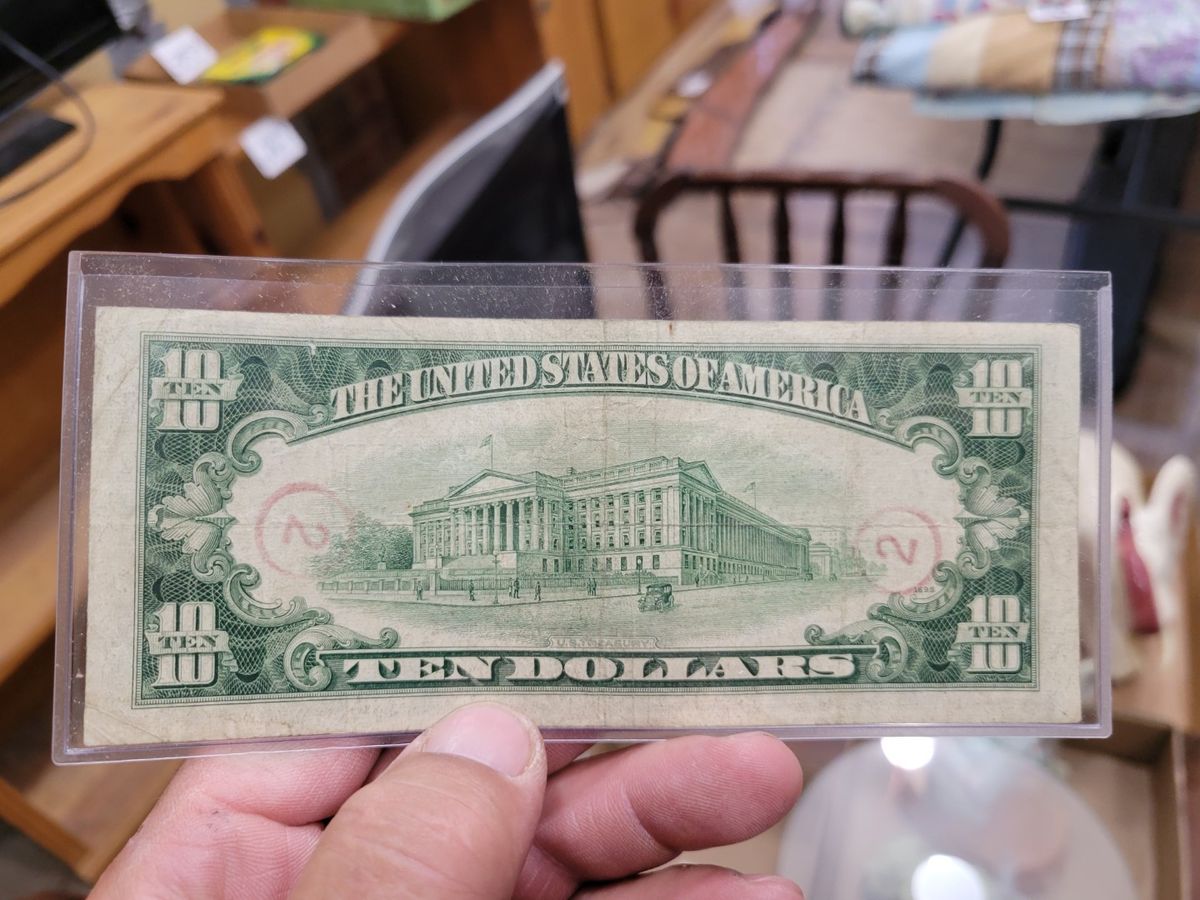 10 TEN 10
THE UNITED STATES OF AMERICA
10 TEN 10
2
2
1895
U.S. TREASURY
10 TEN 10
TEN DOLLARS
10 TEN 10